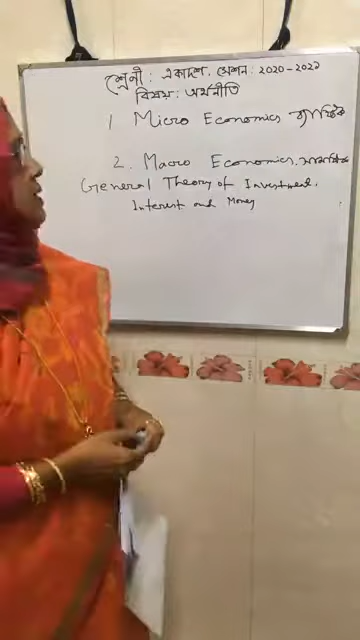 শ্রেণী : একাদশ, সেশন : 2020-2021
বিষয় : অর্থনীতি
1 Micro Economics ব্যষ্টিক
2. Macro Economics. সামষ্টিক
General Theory of Investment,
Interest and Money